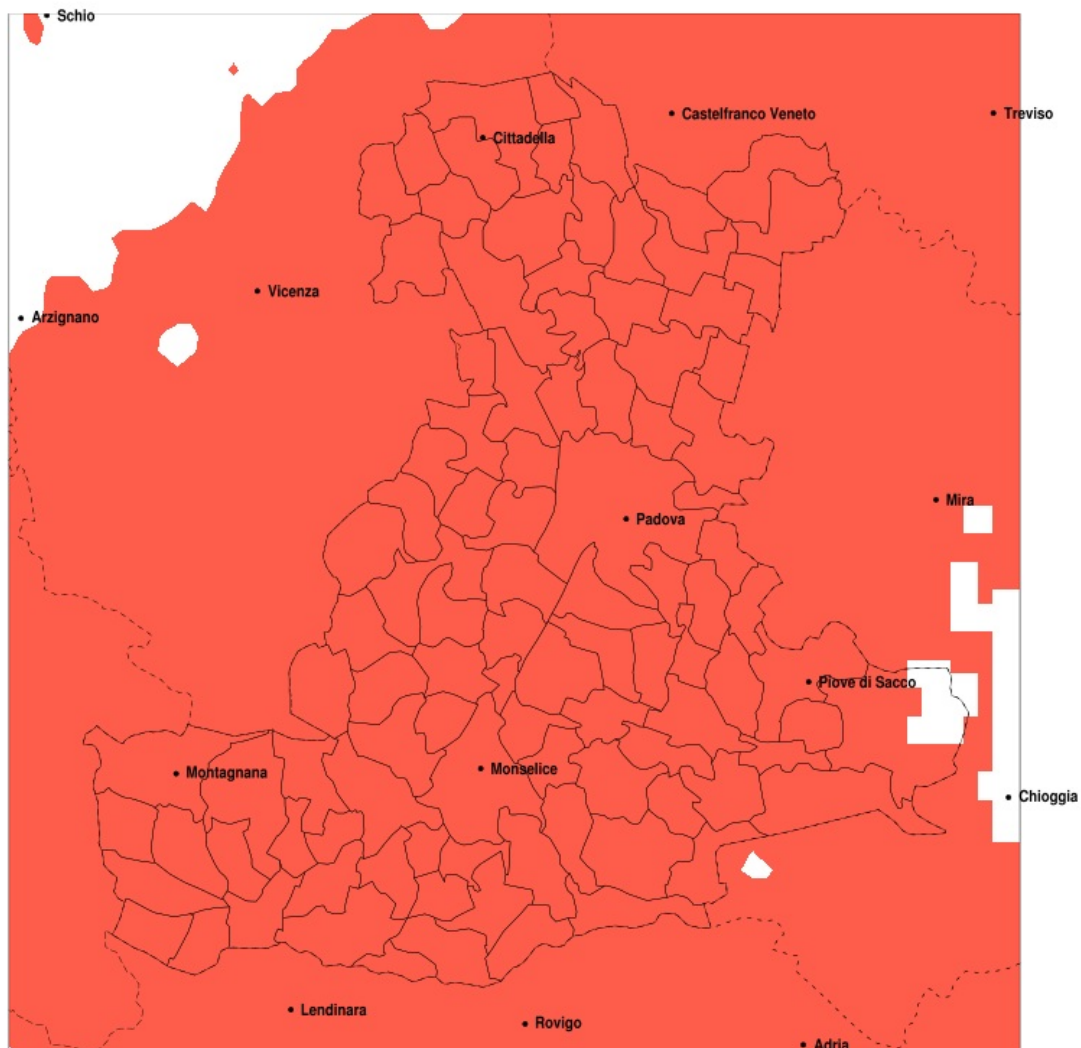 Schio
Castelfranco Veneto
Treviso
Cittadella
Vicenza
Arzignano
Mira
Padova
Piove di Sacco
Monselice
Montagnana
Chioggia
Lendinara
Rovigo
Adria